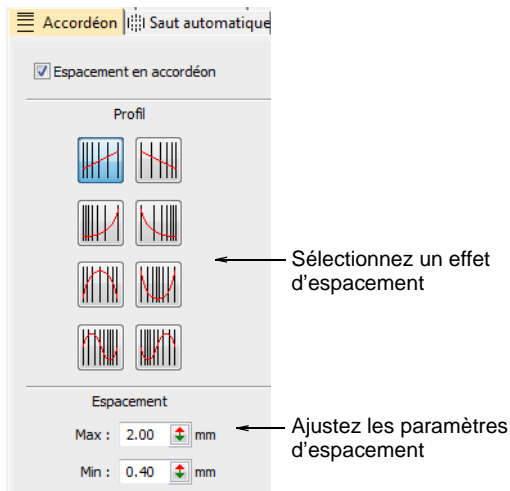 Accordéon Saut automatique
Espacement en accordéon
Profil
Sélectionnez un effet
d'espacement
Espacement
Max : 2.00 mm
Ajustez les paramètres
d'espacement
Min : 0.40 mm